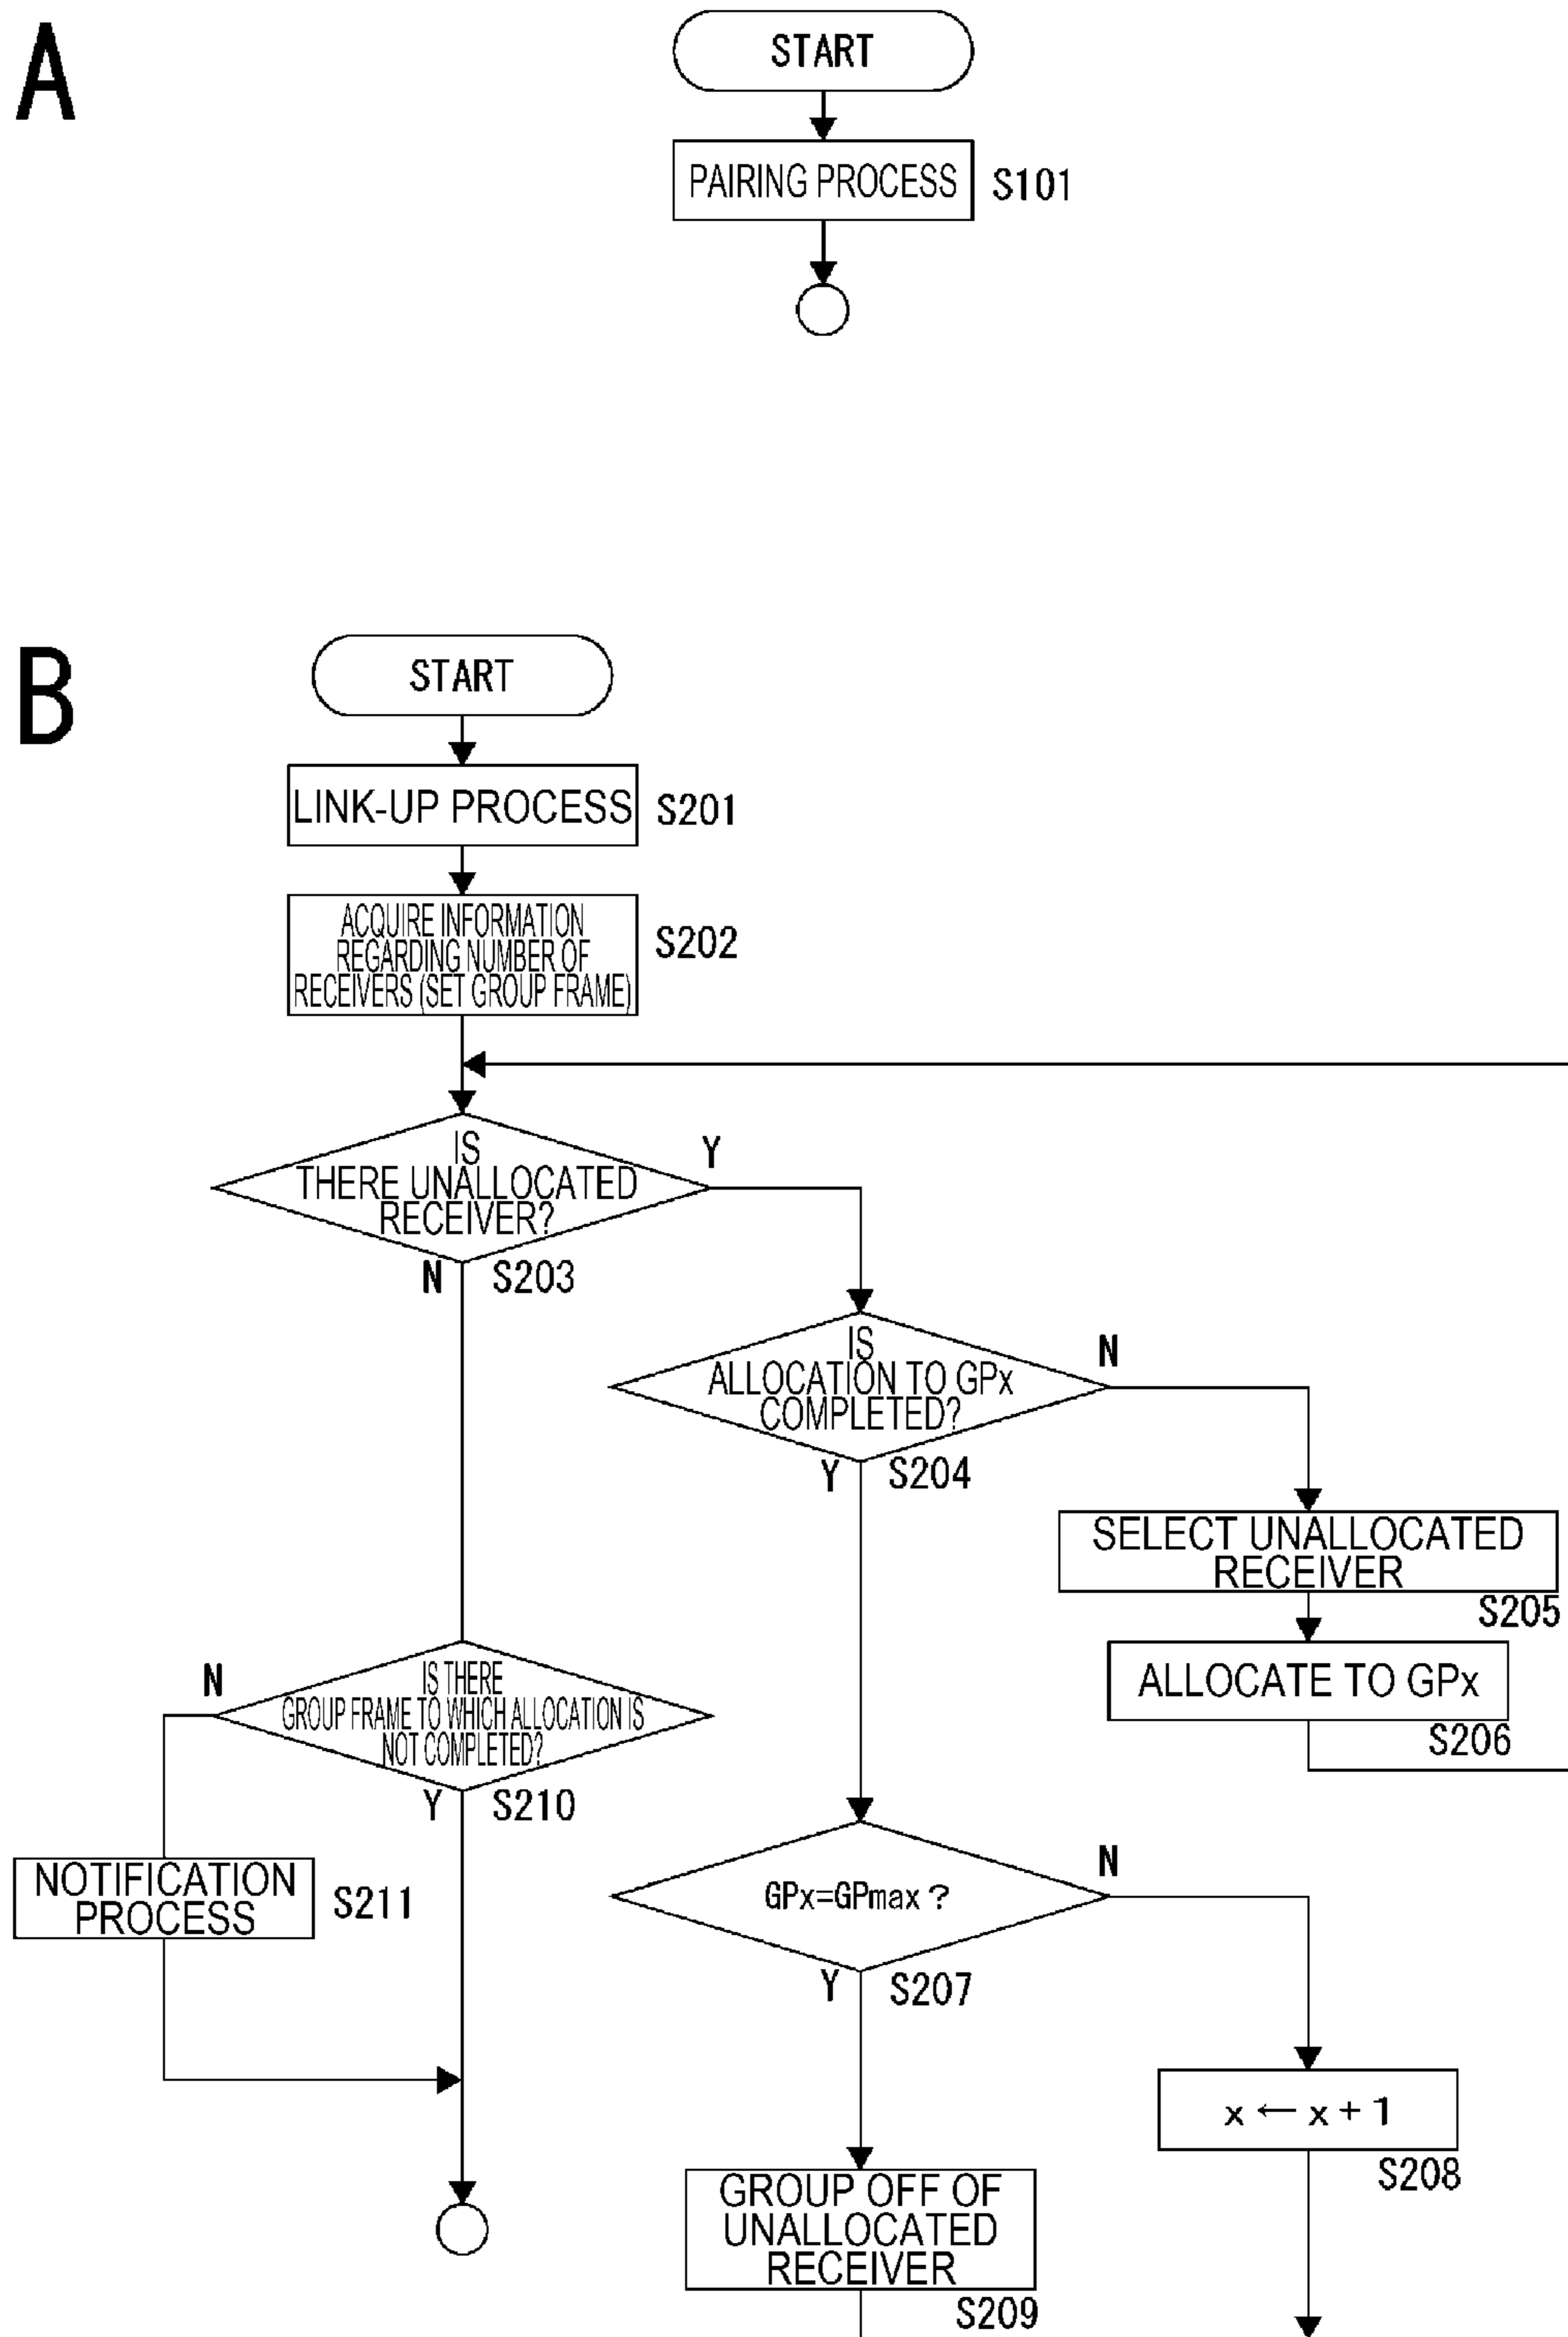 A
START
PAIRING PROCESS
S101
B
START
LINK-UP PROCESS
S201
ACQUIRE INFORMATION
REGARDING NUMBER OF
RECEIVERS (SET GROUP FRAME)
S202
IS
THERE UNALLOCATED
RECEIVER?
Y
N
S203
IS
ALLOCATION TO GPx
COMPLETED?
N
Y
S204
SELECT UNALLOCATED
RECEIVER
S205
ALLOCATE TO GPx
S206
IS THERE
GROUP FRAME TO WHICH ALLOCATION IS
NOT COMPLETED?
N
Y
S210
NOTIFICATION
PROCESS
S211
GPx=GPmax ?
N
Y
S207
x ← x + 1
S208
GROUP OFF OF
UNALLOCATED
RECEIVER
S209